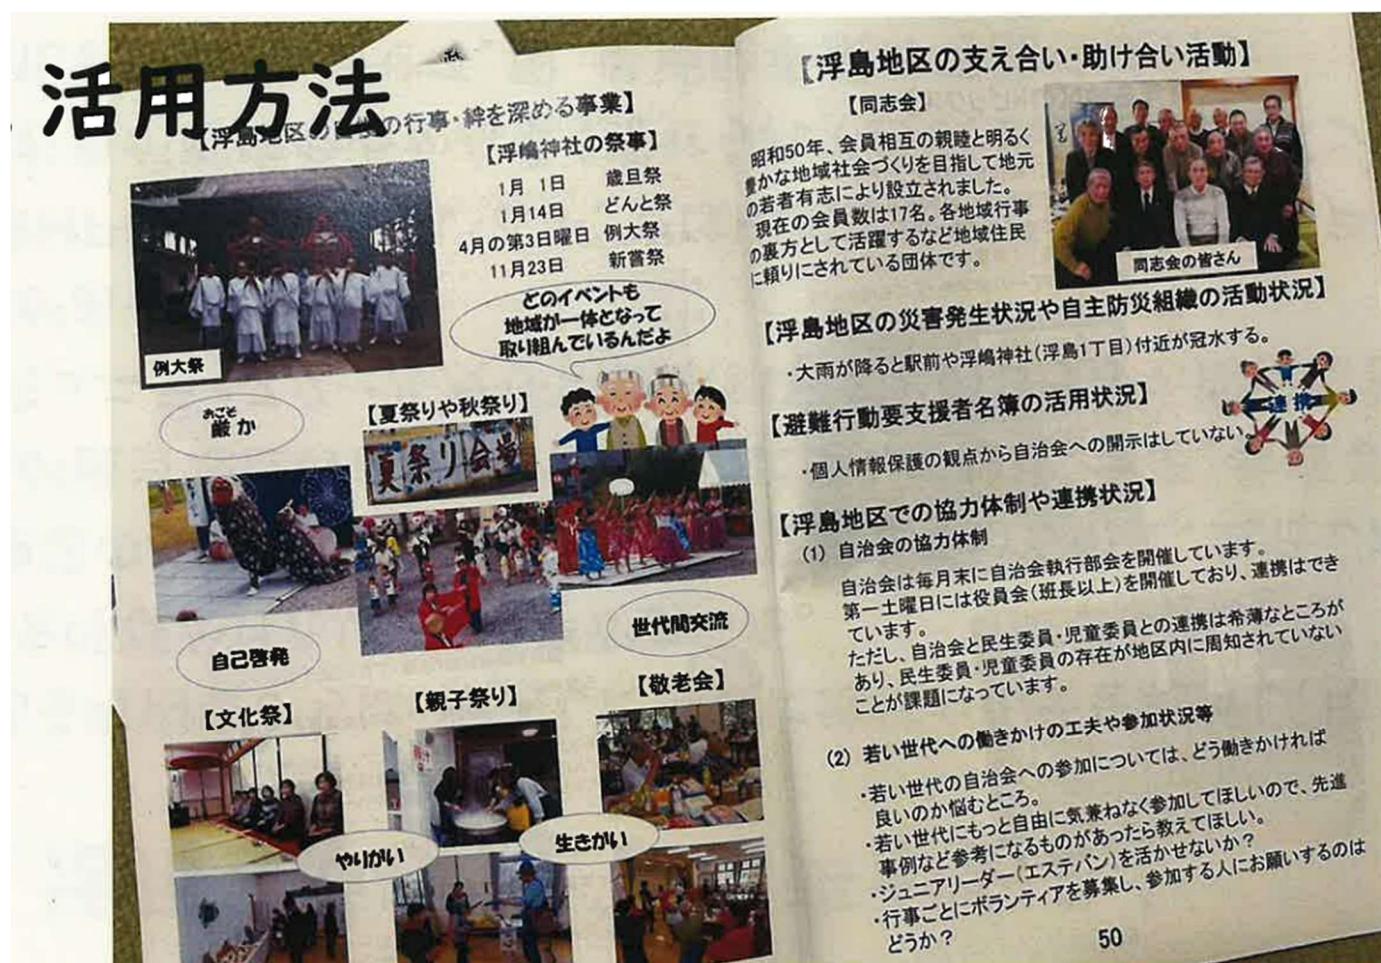 活用方法
【浮島地区の の行事・絆を深める事業】
【浮嶋神社の祭事】
1月 1日 歳旦祭
1月14日 どんと祭
4月の第3日曜日 例大祭
11月23日 新嘗祭
どのイベントも
地域が一体となって
取り組んでいるんだよ
例大祭
おごそ
厳か
【夏祭りや秋祭り】
夏祭り会場
自己啓発
世代間交流
【文化祭】
【親子祭り】
【敬老会】
やりがい
生きがい
【浮島地区の支え合い・助け合い活動】
【同志会】
昭和50年、会員相互の親睦と明るく
豊かな地域社会づくりを目指して地元
の若者有志により設立されました。
現在の会員数は17名。各地域行事
の裏方として活躍するなど地域住民
に頼りにされている団体です。
同志会の皆さん
【浮島地区の災害発生状況や自主防災組織の活動状況】
・大雨が降ると駅前や浮嶋神社(浮島1丁目)付近が冠水する。
連携
【避難行動要支援者名簿の活用状況】
・個人情報保護の観点から自治会への開示はしていない。
【浮島地区での協力体制や連携状況】
(1) 自治会の協力体制
自治会は毎月末に自治会執行部会を開催しています。
第一土曜日には役員会(班長以上)を開催しており、連携はでき
ています。
ただし、自治会と民生委員・児童委員との連携は希薄なところが
あり、民生委員・児童委員の存在が地区内に周知されていない
ことが課題になっています。
(2) 若い世代への働きかけの工夫や参加状況等
・若い世代の自治会への参加については、どう働きかければ
良いのか悩むところ。
・若い世代にもっと自由に気兼ねなく参加してほしいので、先進
事例など参考になるものがあったら教えてほしい。
・ジュニアリーダー(エステバン)を活かせないか?
・行事ごとにボランティアを募集し、参加する人にお願いするのは
どうか?
50